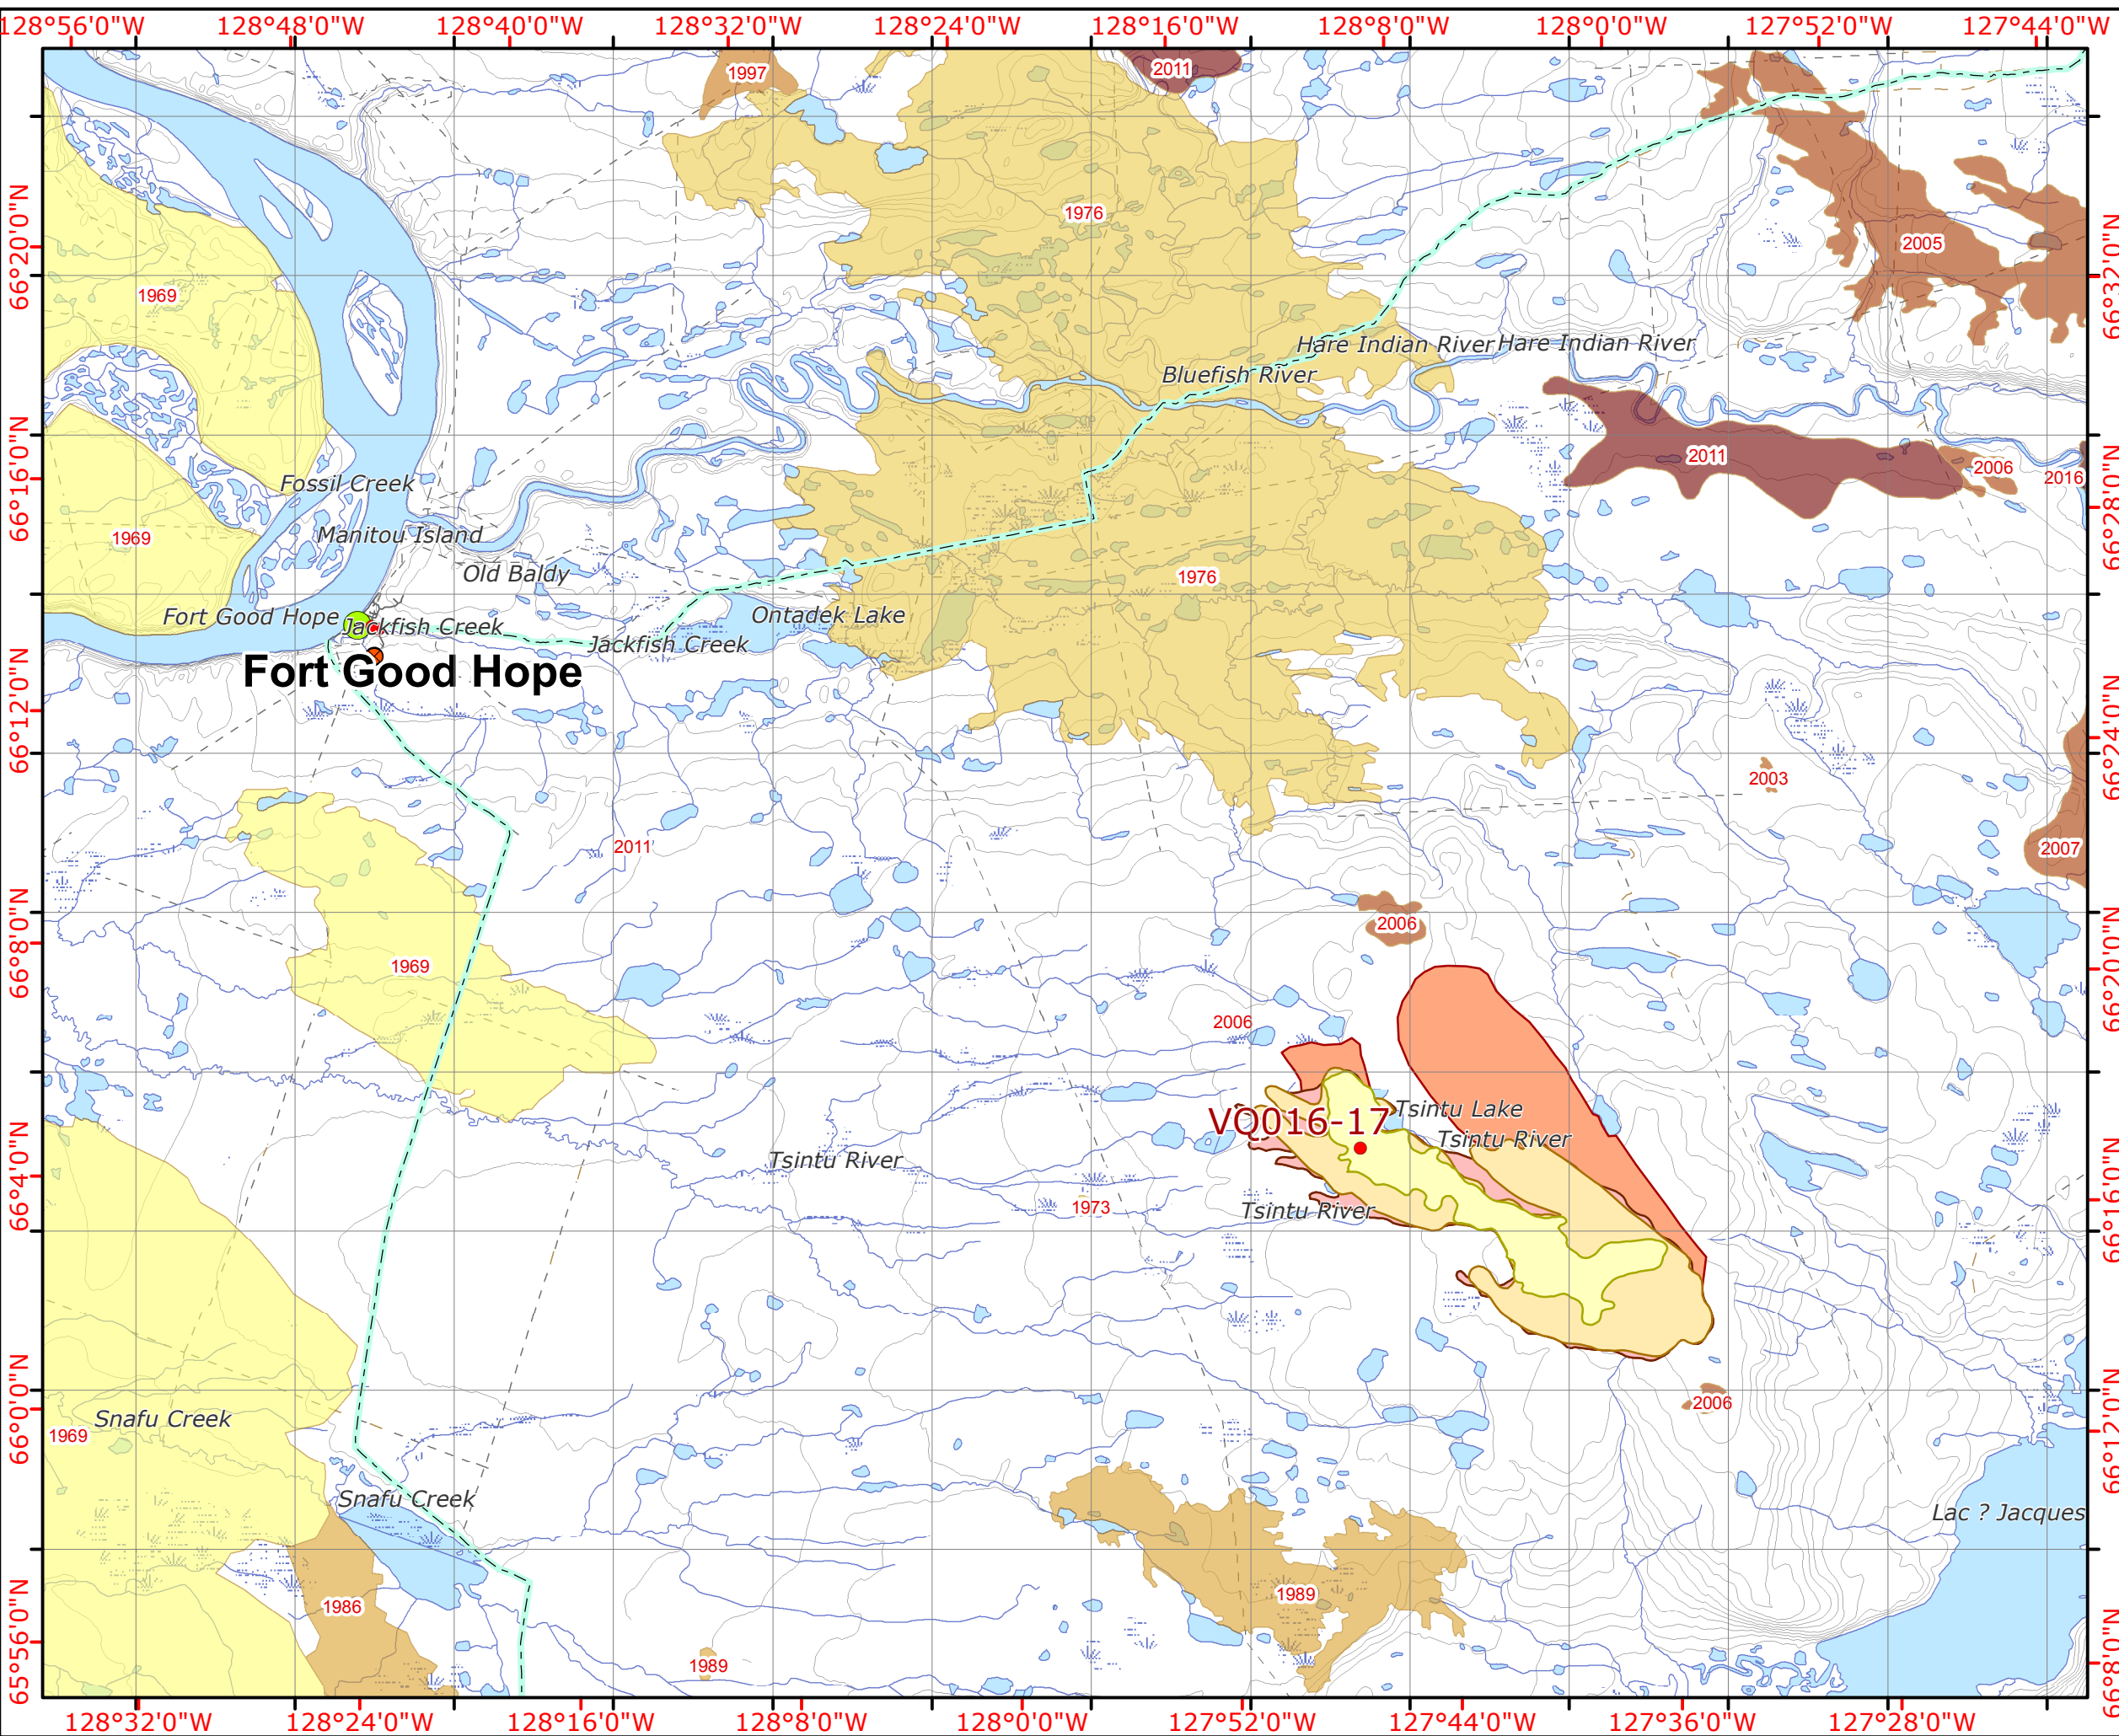 128°56'0"W 128°48'0"W 128°40'0"W 128°32'0"W 128°24'0"W 128°16'0"W 128°8'0"W 128°0'0"W 127°52'0"W 127°44'0"W
1997
2011
66°20'0"N
1976
2005
66°32'0"N
1969
Hare Indian River
Hare Indian River
Bluefish River
66°16'0"N
Fossil Creek
2011
2006
2016
66°28'0"N
Manitou Island
1969
Old Baldy
1976
Fort Good Hope
Jackfish Creek
Ontadek Lake
Jackfish Creek
Fort Good Hope
66°12'0"N
66°24'0"N
2003
2011
2007
66°8'0"N
2006
1969
66°20'0"N
2006
VQ016-17
Tsintu Lake
Tsintu River
66°4'0"N
Tsintu River
1973
Tsintu River
66°16'0"N
66°0'0"N
Snafu Creek
1969
2006
66°12'0"N
Snafu Creek
Lac ? Jacques
1986
1989
65°56'0"N
1989
66°8'0"N
128°32'0"W 128°24'0"W 128°16'0"W 128°8'0"W 128°0'0"W 127°52'0"W 127°44'0"W 127°36'0"W 127°28'0"W